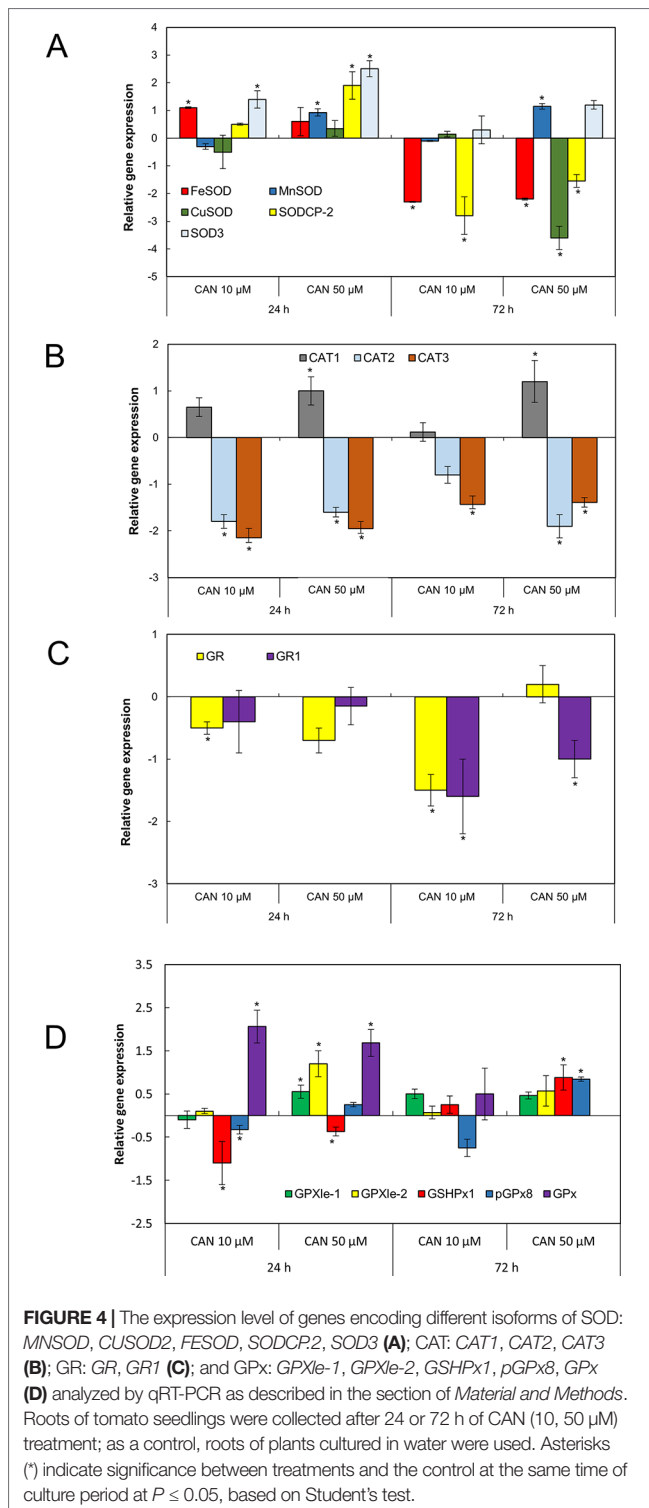 A
Relative gene expression
4
3
2
1
0
-1
-2
-3
-4
-5
* * * * * * * * * * * *
FeSOD MnSOD
CuSOD SODCP-2
SOD3
CAN 10 µM CAN 50 µM CAN 10 µM CAN 50 µM
24 h 72 h
B
Relative gene expression
2
1
0
-1
-2
-3
CAT1 CAT2 CAT3
* * * * * * * * *
CAN 10 µM CAN 50 µM CAN 10 µM CAN 50 µM
24 h 72 h
C
Relative gene expression
1
0
-1
-2
-3
GR GR1
* * * *
CAN 10 µM CAN 50 µM CAN 10 µM CAN 50 µM
24 h 72 h
D
Relative gene expression
3.5
2.5
1.5
0.5
-0.5
-1.5
-2.5
* * * * * * * * *
GPXle-1 GPXle-2 GSHPx1 pGPx8 GPx
CAN 10 µM CAN 50 µM CAN 10 µM CAN 50 µM
24 h 72 h
FIGURE 4 | The expression level of genes encoding different isoforms of SOD:
MNSOD, CUSOD2, FESOD, SODCP.2, SOD3 (A); CAT: CAT1, CAT2, CAT3
(B); GR: GR, GR1 (C); and GPx: GPXle-1, GPXle-2, GSHPx1, pGPx8, GPx
(D) analyzed by qRT-PCR as described in the section of Material and Methods.
Roots of tomato seedlings were collected after 24 or 72 h of CAN (10, 50 µM)
treatment; as a control, roots of plants cultured in water were used. Asterisks
(*) indicate significance between treatments and the control at the same time of
culture period at P ≤ 0.05, based on Student's test.